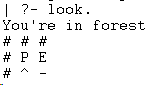 | ?- look.
You're in forest
# # #
# P E
# ^ -